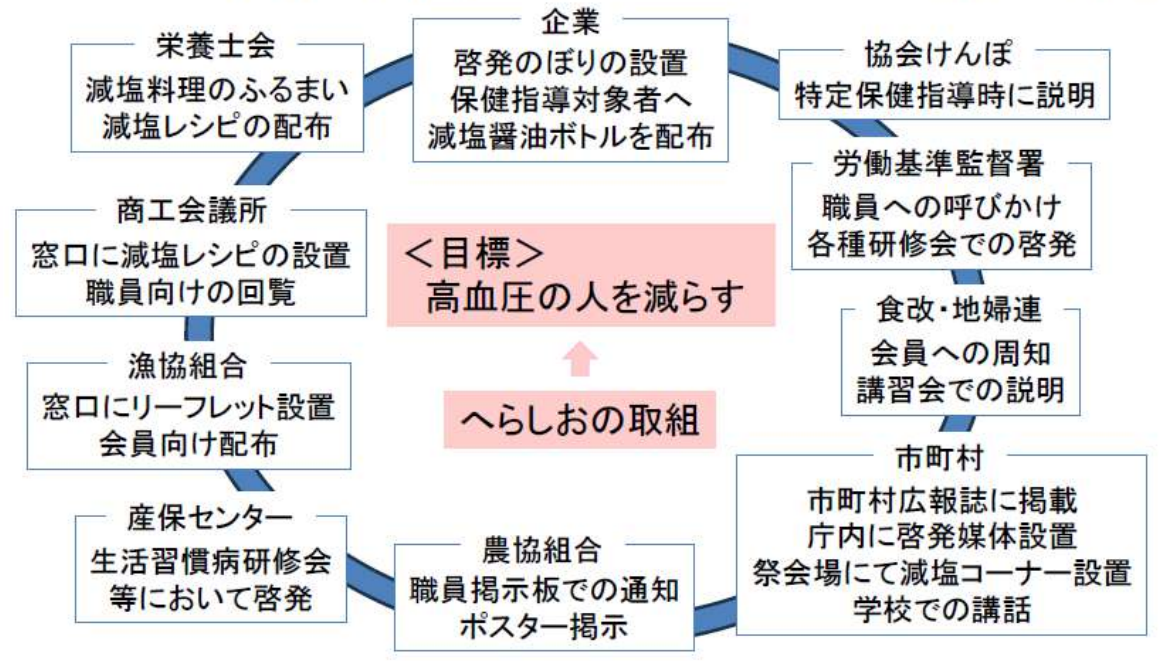 企業
啓発のぼりの設置
保健指導対象者へ
減塩醤油ボトルを配布
協会けんぽ
特定保健指導時に説明
労働基準監督署
職員への呼びかけ
各種研修会での啓発
食改・地婦連
会員への周知
講習会での説明
市町村
市町村広報誌に掲載
庁内に啓発媒体設置
祭会場にて減塩コーナー設置
学校での講話
農協組合
職員掲示板での通知
ポスター掲示
産保センター
生活習慣病研修会
等において啓発
漁協組合
窓口にリーフレット設置
会員向け配布
商工会議所
窓口に減塩レシピの設置
職員向けの回覧
栄養士会
減塩料理のふるまい
減塩レシピの配布
＜目標＞
高血圧の人を減らす
へらしおの取組